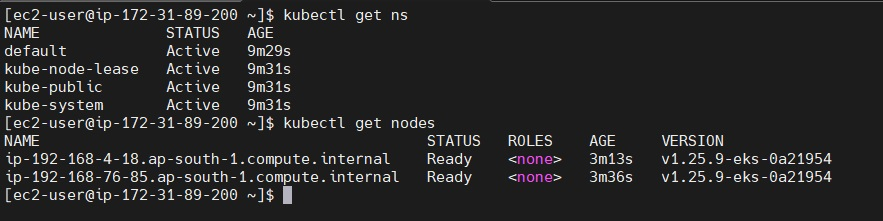 [ec2-user@ip-172-31-89-200 ~]$ kubectl get ns
NAME              STATUS   AGE
default           Active   9m29s
kube-node-lease   Active   9m31s
kube-public       Active   9m31s
kube-system       Active   9m31s
[ec2-user@ip-172-31-89-200 ~]$ kubectl get nodes
NAME                                           STATUS   ROLES    AGE     VERSION
ip-192-168-4-18.ap-south-1.compute.internal    Ready    <none>   3m13s   v1.25.9-eks-0a21954
ip-192-168-76-85.ap-south-1.compute.internal   Ready    <none>   3m36s   v1.25.9-eks-0a21954
[ec2-user@ip-172-31-89-200 ~]$